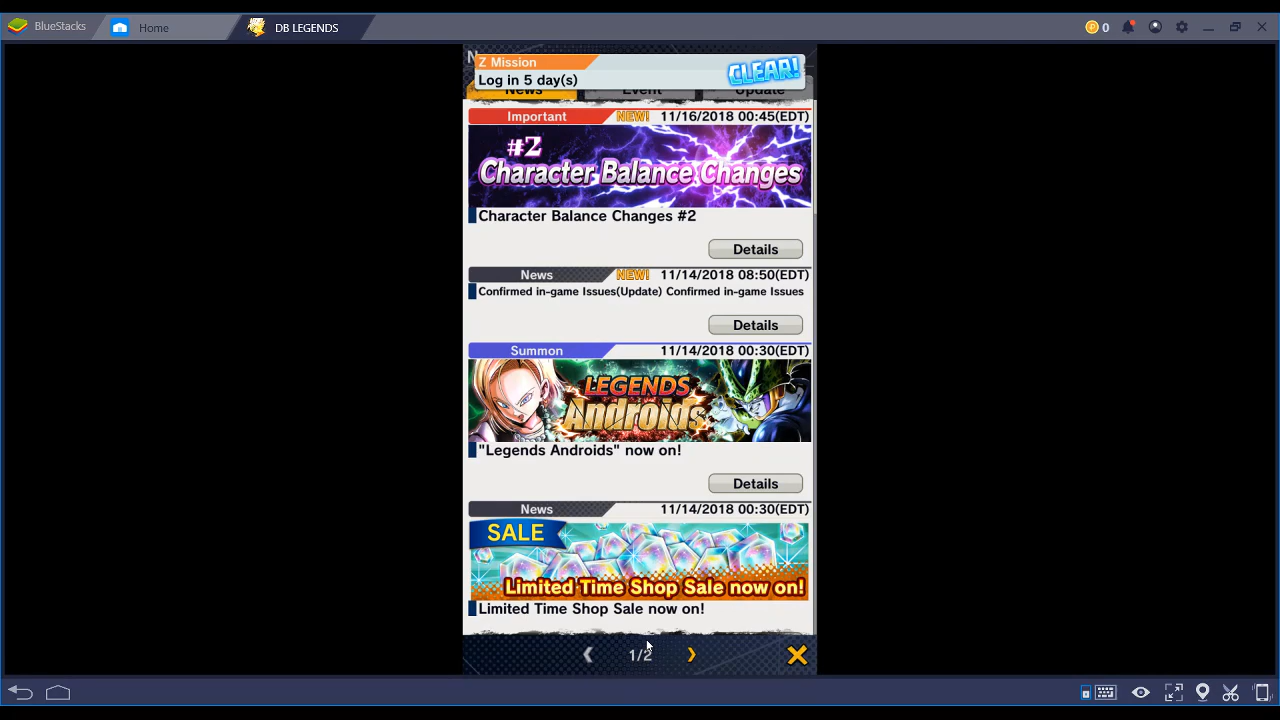 BlueStacks
Home
DB LEGENDS
0
Z Mission
Log in 5 day(s)
CLEAR!
News
Event
Update
Important
NEW!
11/16/2018 00:45(EDT)
#2
Character Balance Changes
Character Balance Changes #2
Details
News
NEW!
11/14/2018 08:50(EDT)
Confirmed in-game Issues(Update) Confirmed in-game Issues
Details
Summon
11/14/2018 00:30(EDT)
LEGENDS
Androids
"Legends Androids" now on!
Details
News
11/14/2018 00:30(EDT)
SALE
Limited Time Shop Sale now on!
Limited Time Shop Sale now on!
1/2